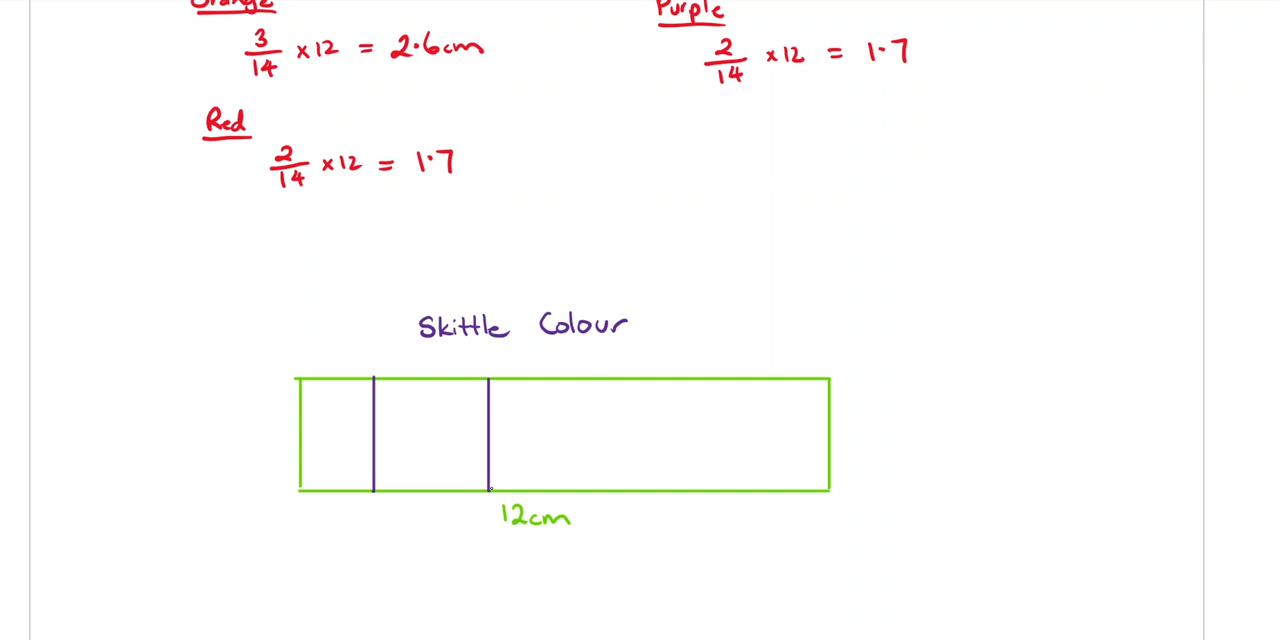 Orange
3/14 × 12 = 2.6cm
Purple
2/14 × 12 = 1.7
Red
2/14 × 12 = 1.7
Skittle Colour
12cm